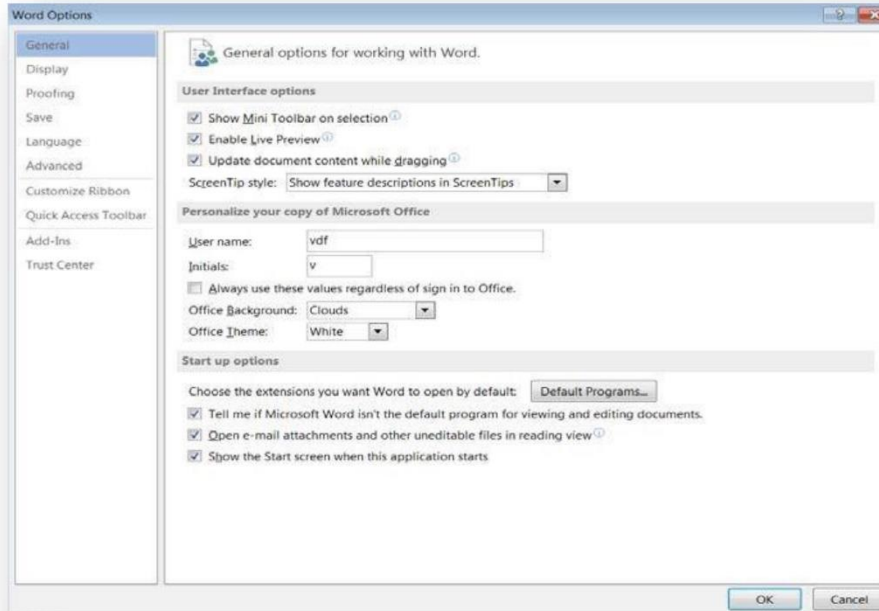 Word Options
General
Display
Proofing
Save
Language
Advanced
Customize Ribbon
Quick Access Toolbar
Add-Ins
Trust Center
General options for working with Word.
User Interface options
Show Mini Toolbar on selection
Enable Live Preview
Update document content while dragging
ScreenTip style: Show feature descriptions in ScreenTips
Personalize your copy of Microsoft Office
User name: vdf
Initials: v
Always use these values regardless of sign in to Office.
Office Background: Clouds
Office Theme: White
Start up options
Choose the extensions you want Word to open by default: Default Programs...
Tell me if Microsoft Word isn't the default program for viewing and editing documents.
Open e-mail attachments and other uneditable files in reading view
Show the Start screen when this application starts
OK Cancel